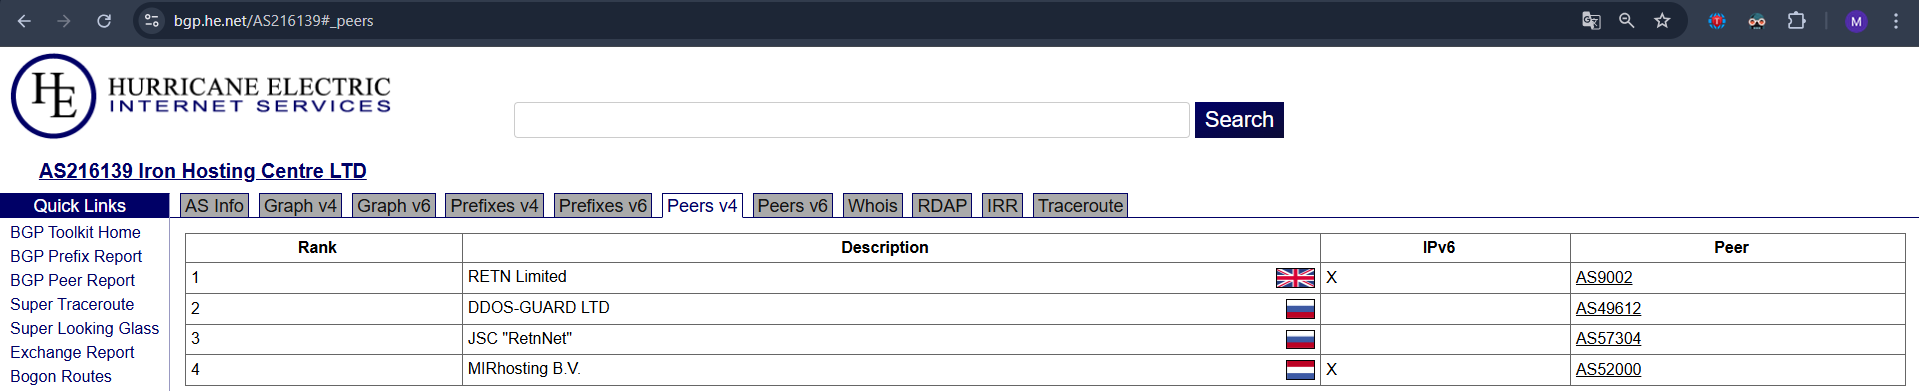 bgp.he.net/AS216139#_peers
M
HE HURRICANE ELECTRIC
INTERNET SERVICES
Search
AS216139 Iron Hosting Centre LTD
Quick Links AS Info Graph v4 Graph v6 Prefixes v4 Prefixes v6 Peers v4 Peers v6 Whois RDAP IRR Traceroute
BGP Toolkit Home
BGP Prefix Report
BGP Peer Report
Super Traceroute
Super Looking Glass
Exchange Report
Bogon Routes
Rank Description IPv6 Peer
1 RETN Limited X AS9002
2 DDOS-GUARD LTD AS49612
3 JSC "RetnNet" AS57304
4 MIRhosting B.V. X AS52000